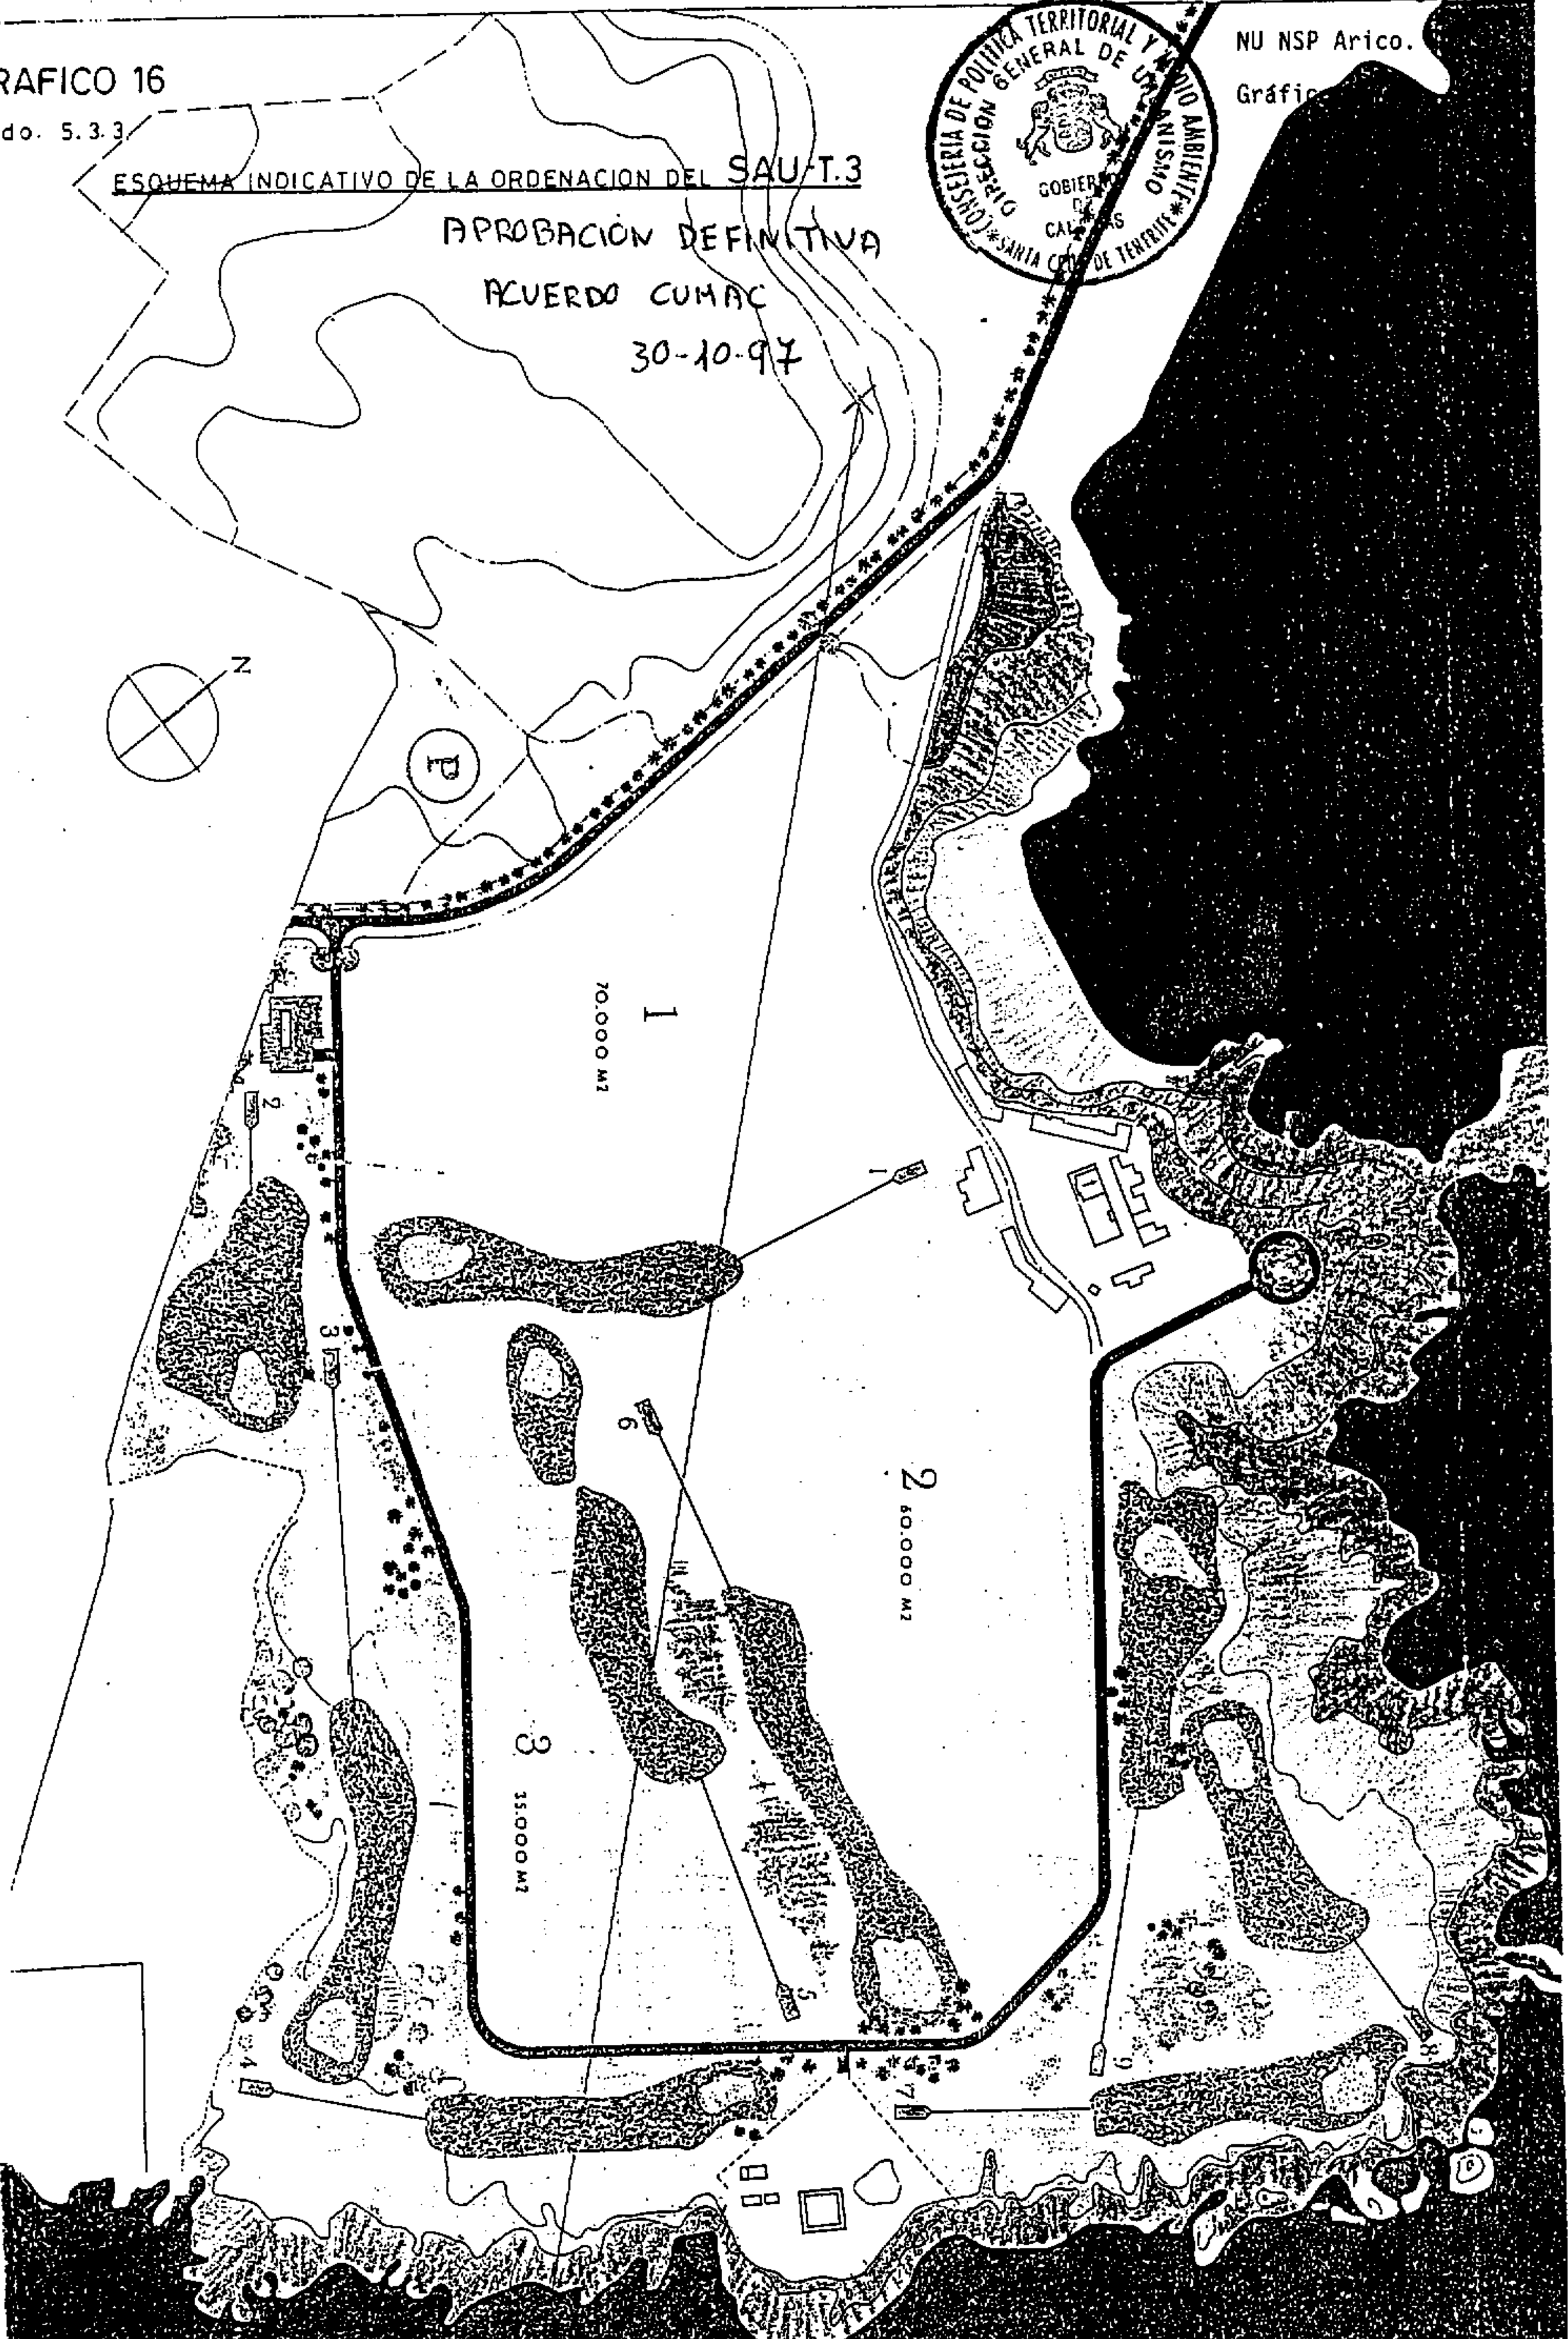 NU NSP Arico.
RAFICO 16
do. 5.3.3
ESQUEMA INDICATIVO DE LA ORDENACION DEL SAU-T.3
APROBACIÓN DEFINITIVA
ACUERDO CUMAC
30-10-97
CONSEJERIA DE POLITICA TERRITORIAL Y MEDIO AMBIENTE
* SANTA CRUZ DE TENERIFE *
DIRECCION GENERAL DE URBANISMO
GOBIERNO
DE
CANARIAS
N
P
1
70.000 M2
2
1
3
6
2
60.000 M2
3
35.000 M2
5
4
7
8
9